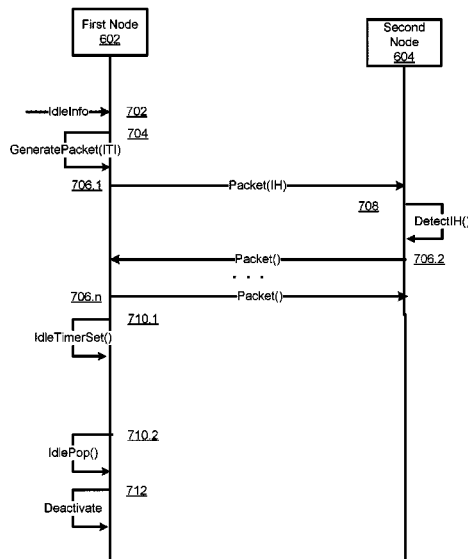 First Node
602
Second
Node
604
IdleInfo
702
704
GeneratePacket(ITI)
706.1
Packet(IH)
708
DetectIH()
Packet()
706.2
. . .
706.n
Packet()
710.1
IdleTimerSet()
710.2
IdlePop()
712
Deactivate